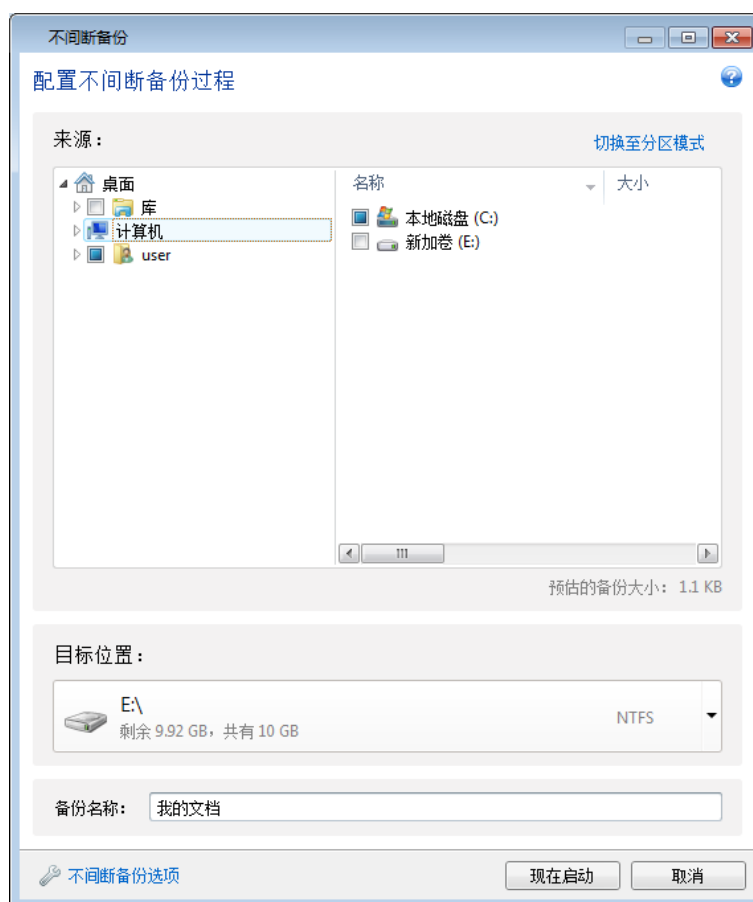 不间断备份
配置不间断备份过程
来源：
切换至分区模式
桌面
库
计算机
user
名称
大小
本地磁盘 (C:)
新加卷 (E:)
预估的备份大小： 1.1 KB
目标位置：
E:\
剩余 9.92 GB，共有 10 GB
NTFS
备份名称：
我的文档
不间断备份选项
现在启动
取消